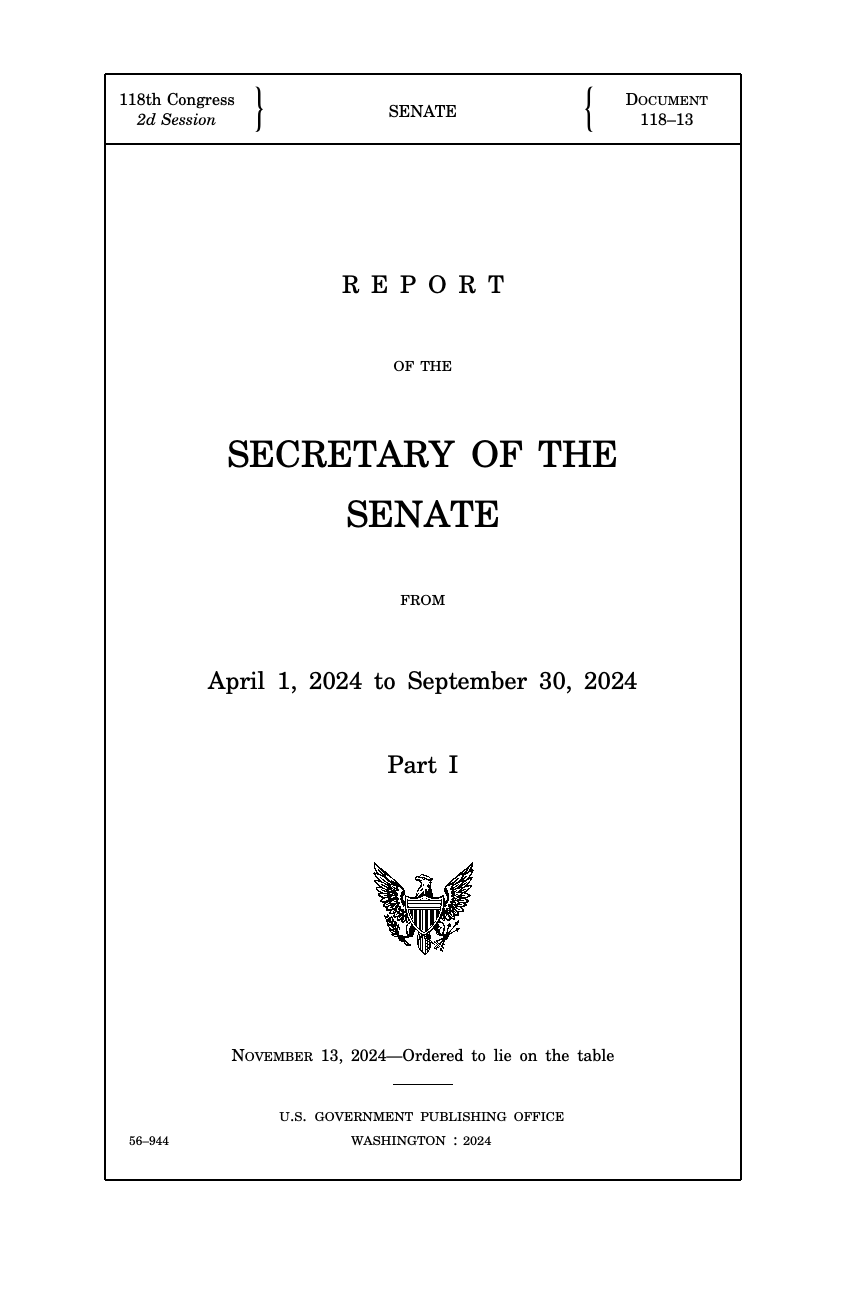 118th Congress
2d Session
SENATE
DOCUMENT
118–13
R E P O R T
OF THE
SECRETARY OF THE
SENATE
FROM
April 1, 2024 to September 30, 2024
Part I
NOVEMBER 13, 2024—Ordered to lie on the table
U.S. GOVERNMENT PUBLISHING OFFICE
56–944 WASHINGTON : 2024